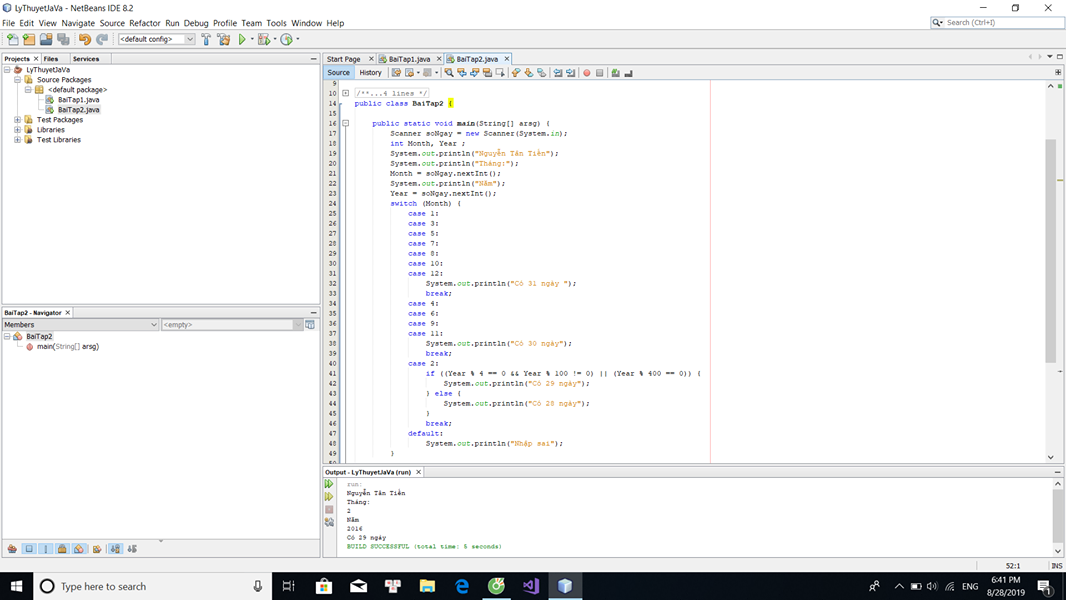 LyThuyetJaVa - NetBeans IDE 8.2
File Edit View Navigate Source Refactor Run Debug Profile Team Tools Window Help
Search (Ctrl+I)
<default config>
Projects
Files
Services
LyThuyetJaVa
Source Packages
<default package>
BaiTap1.java
BaiTap2.java
Test Packages
Libraries
Test Libraries
BaiTap2 - Navigator
Members
<empty>
BaiTap2
main(String[] arsg)
Start Page
BaiTap1.java
BaiTap2.java
Source
History
9
10 /**...4 lines */
14 public class BaiTap2 {
15
16 public static void main(String[] arsg) {
17 Scanner soNgay = new Scanner(System.in);
18 int Month, Year ;
19 System.out.println("Nguyễn Tán Tiền");
20 System.out.println("Tháng:");
21 Month = soNgay.nextInt();
22 System.out.println("Năm");
23 Year = soNgay.nextInt();
24 switch (Month) {
25 case 1:
26 case 3:
27 case 5:
28 case 7:
29 case 8:
30 case 10:
31 case 12:
32 System.out.println("Có 31 ngày ");
33 break;
34 case 4:
35 case 6:
36 case 9:
37 case 11:
38 System.out.println("Có 30 ngày");
39 break;
40 case 2:
41 if ((Year % 4 == 0 && Year % 100 != 0) || (Year % 400 == 0)) {
42 System.out.println("Có 29 ngày");
43 } else {
44 System.out.println("Có 28 ngày");
45 }
46 break;
47 default:
48 System.out.println("Nhập sai");
49 }
Output - LyThuyetJaVa (run)
run:
Nguyễn Tán Tiền
Tháng:
2
Năm
2016
Có 29 ngày
BUILD SUCCESSFUL (total time: 5 seconds)
52:1
INS
Type here to search
ENG
6:41 PM
8/28/2019
1